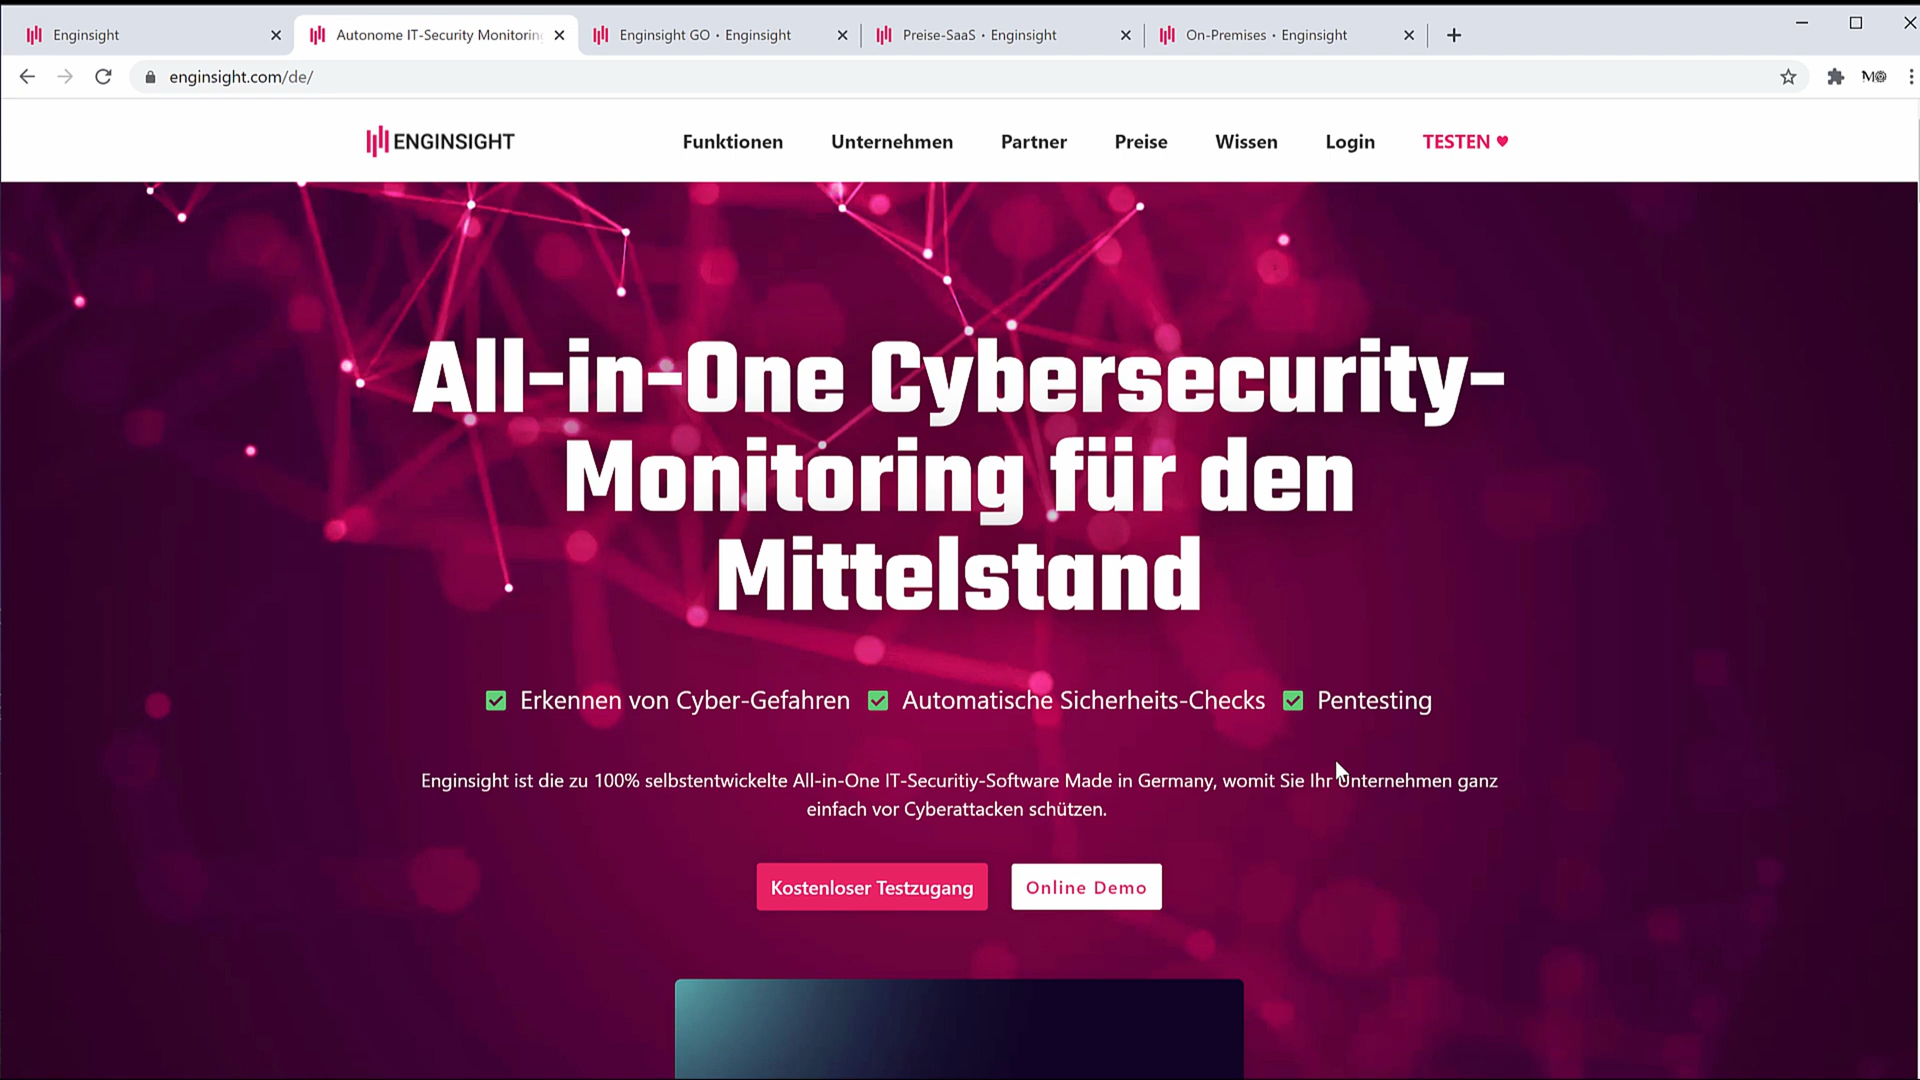 Enginsight
Autonome IT-Security Monitoring
Enginsight GO • Enginsight
Preise-SaaS • Enginsight
On-Premises • Enginsight
enginsight.com/de/
ENGINSIGHT
Funktionen
Unternehmen
Partner
Preise
Wissen
Login
TESTEN ♥
All-in-One Cybersecurity-
Monitoring für den
Mittelstand
Erkennen von Cyber-Gefahren
Automatische Sicherheits-Checks
Pentesting
Enginsight ist die zu 100% selbstentwickelte All-in-One IT-Securitiy-Software Made in Germany, womit Sie Ihr Unternehmen ganz
einfach vor Cyberattacken schützen.
Kostenloser Testzugang
Online Demo